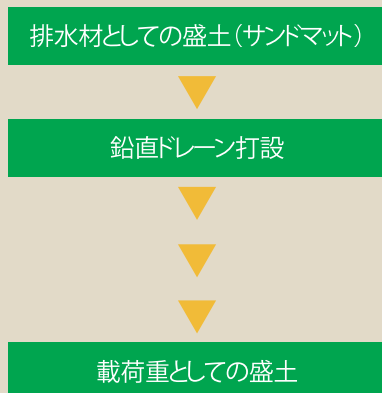 排水材としての盛土（サンドマット）
鉛直ドレーン打設
載荷重としての盛土